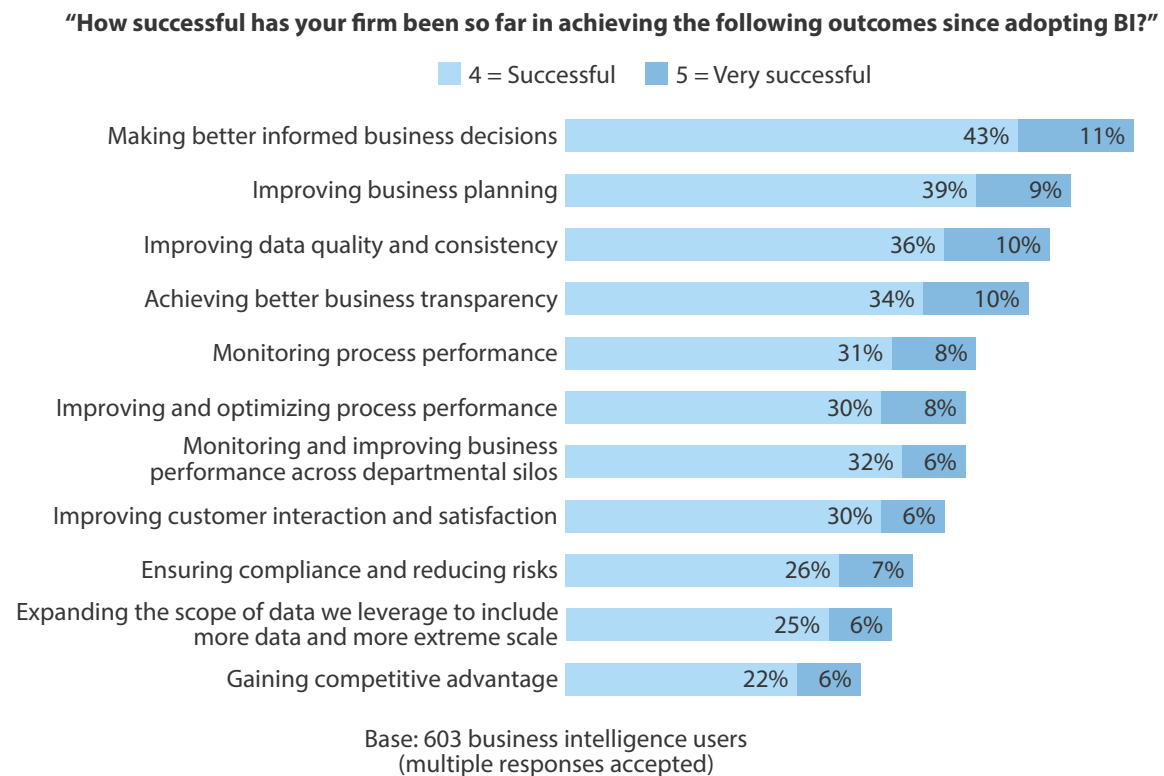 “How successful has your firm been so far in achieving the following outcomes since adopting BI?”
4 = Successful 5 = Very successful
Making better informed business decisions 43% 11%
Improving business planning 39% 9%
Improving data quality and consistency 36% 10%
Achieving better business transparency 34% 10%
Monitoring process performance 31% 8%
Improving and optimizing process performance 30% 8%
Monitoring and improving business
performance across departmental silos 32% 6%
Improving customer interaction and satisfaction 30% 6%
Ensuring compliance and reducing risks 26% 7%
Expanding the scope of data we leverage to include
more data and more extreme scale 25% 6%
Gaining competitive advantage 22% 6%
Base: 603 business intelligence users
(multiple responses accepted)